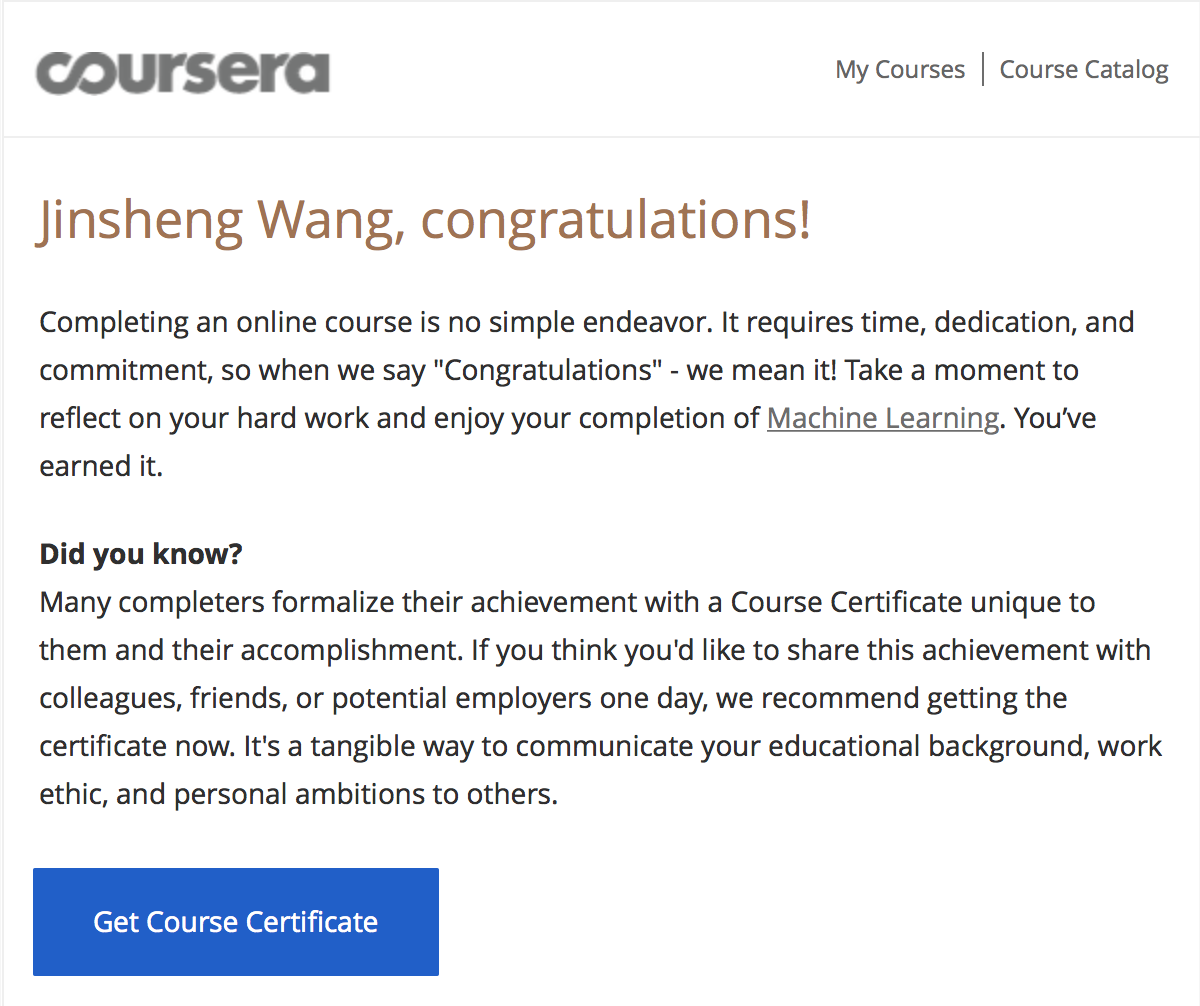 coursera
My Courses | Course Catalog
Jinsheng Wang, congratulations!
Completing an online course is no simple endeavor. It requires time, dedication, and
commitment, so when we say "Congratulations" - we mean it! Take a moment to
reflect on your hard work and enjoy your completion of Machine Learning. You’ve
earned it.
Did you know?
Many completers formalize their achievement with a Course Certificate unique to
them and their accomplishment. If you think you'd like to share this achievement with
colleagues, friends, or potential employers one day, we recommend getting the
certificate now. It's a tangible way to communicate your educational background, work
ethic, and personal ambitions to others.
Get Course Certificate